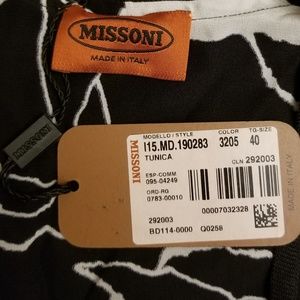 MISSONI
MADE IN ITALY
MISSONI
MISSONI
MODELLO / STYLE COLOR TG-SIZE
I15.MD.190283 3205 40
TUNICA
CLN 292003
ESP-COMM
095-04249
ORD-RG
0783-00010
00007032328
292003
BD114-0000 Q0258
MADE IN ITALY